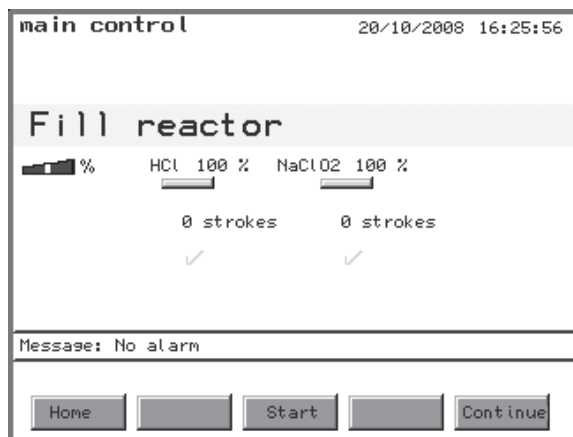 main control 20/10/2008 16:25:56
Fill reactor
% HCl 100 % NaClO2 100 %
0 strokes 0 strokes
Message: No alarm
Home Start Continue